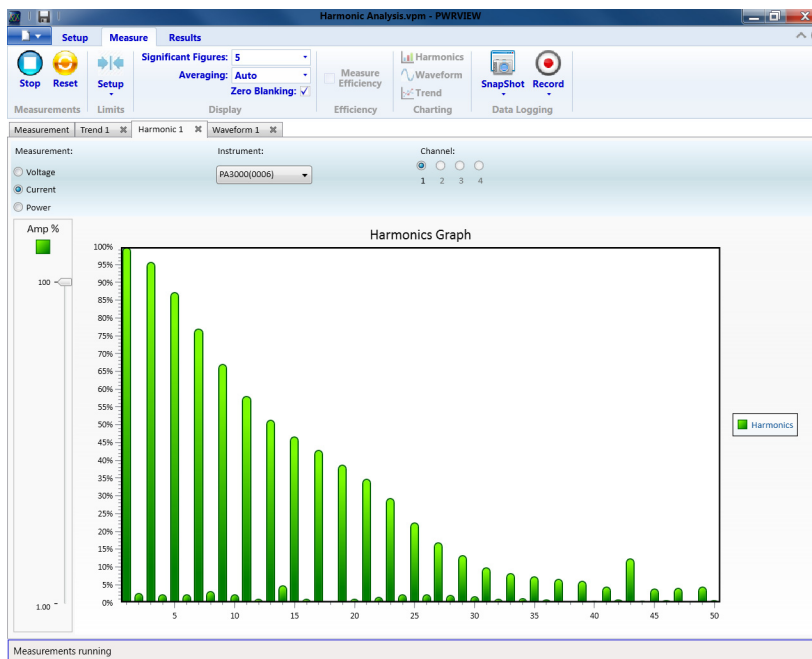 Harmonic Analysis.vpm - PWRVIEW
Setup Measure Results
Significant Figures: 5
Averaging: Auto
Zero Blanking:
Stop Reset
Setup
Measure Efficiency
Harmonics
Waveform
Trend
SnapShot Record
Measurements Limits Display Efficiency Charting Data Logging
Measurement Trend 1 Harmonic 1 Waveform 1
Measurement: Instrument: Channel:
Voltage
Current
Power
PA3000(0006)
1 2 3 4
Amp %
100
1.00
Harmonics Graph
100%
95%
90%
85%
80%
75%
70%
65%
60%
55%
50%
45%
40%
35%
30%
25%
20%
15%
10%
5%
0%
5 10 15 20 25 30 35 40 45 50
Harmonics
Measurements running